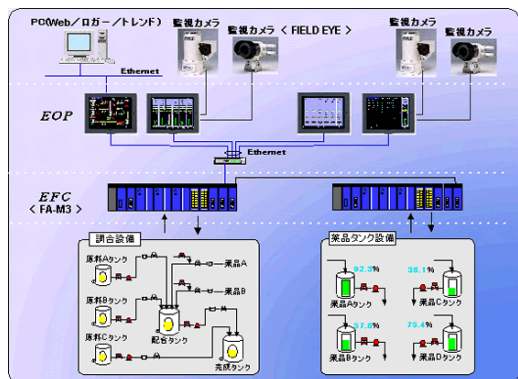 PC(Web／ロガー／トレンド)
監視カメラ
監視カメラ < FIELD EYE >
監視カメラ
監視カメラ
Ethernet
EOP
Ethernet
EFC
< FA-M3 >
調合設備
原料Aタンク
薬品A
原料Bタンク
薬品B
配合タンク
原料Cタンク
完成タンク
薬品タンク設備
92.3%
38.1%
薬品Aタンク
薬品Cタンク
57.8%
75.4%
薬品Bタンク
薬品Dタンク